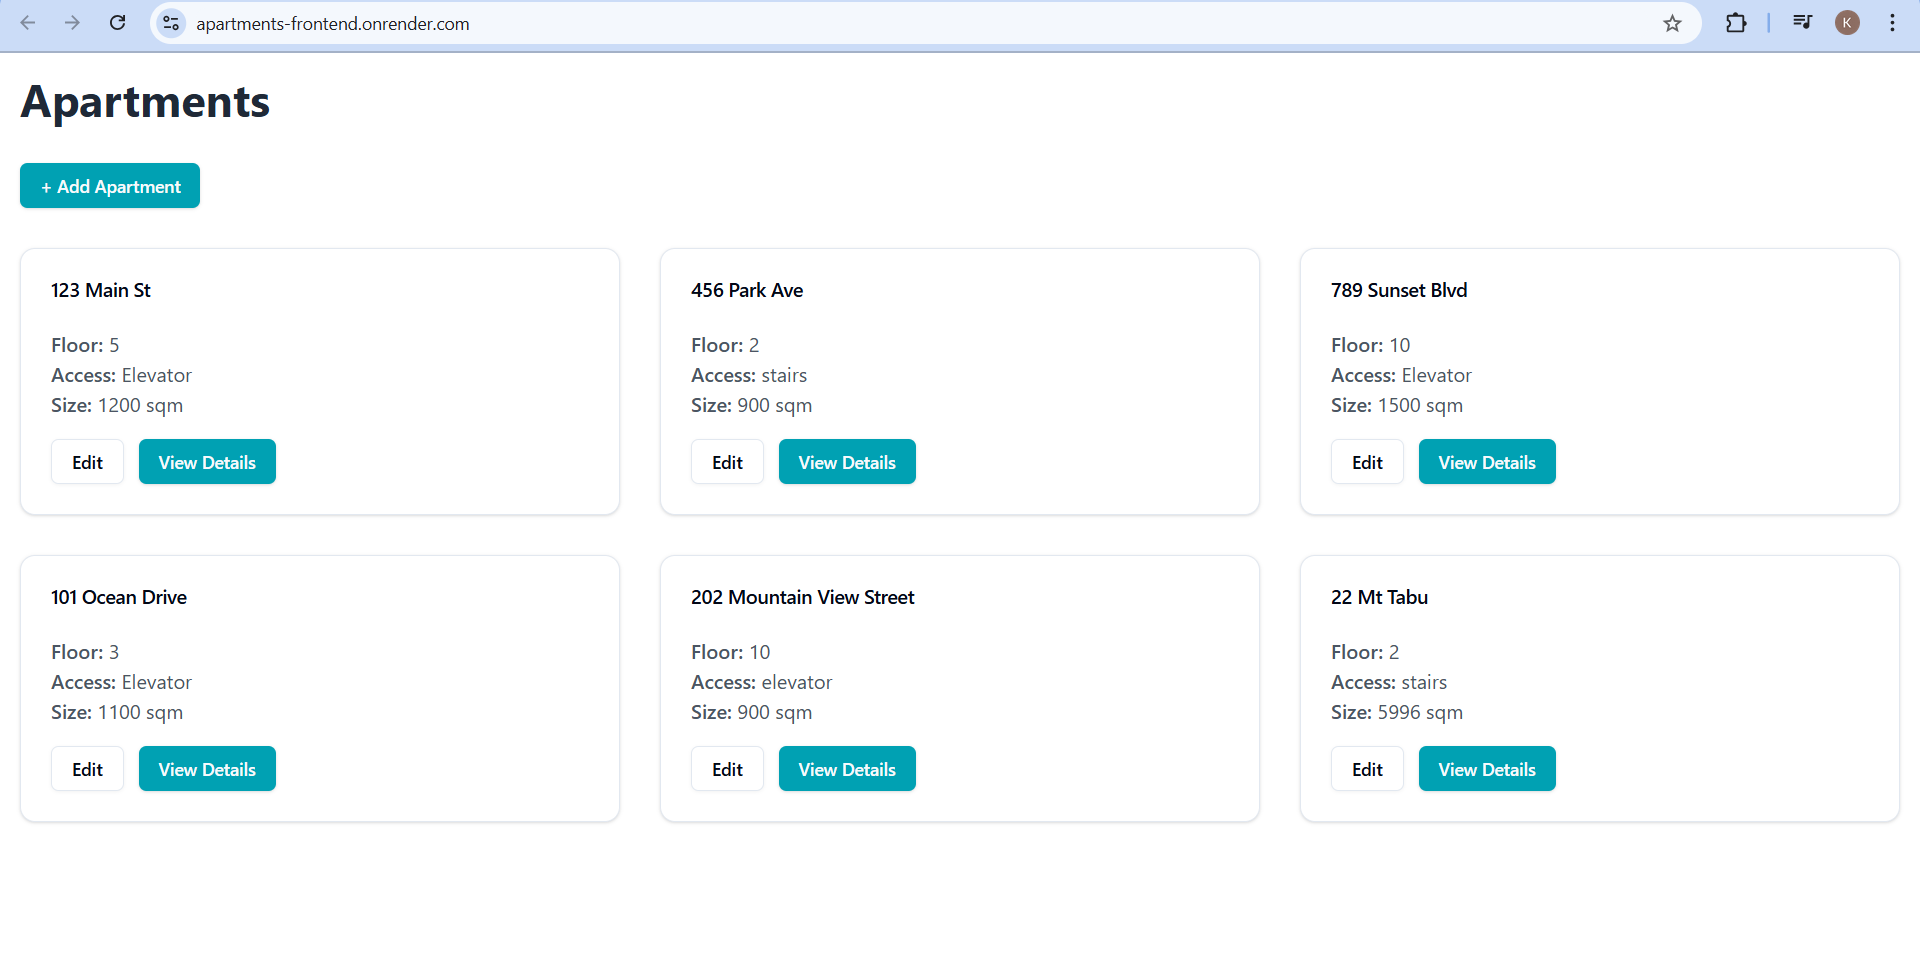 apartments-frontend.onrender.com
K
Apartments
+ Add Apartment
123 Main St
Floor: 5
Access: Elevator
Size: 1200 sqm
Edit
View Details
456 Park Ave
Floor: 2
Access: stairs
Size: 900 sqm
Edit
View Details
789 Sunset Blvd
Floor: 10
Access: Elevator
Size: 1500 sqm
Edit
View Details
101 Ocean Drive
Floor: 3
Access: Elevator
Size: 1100 sqm
Edit
View Details
202 Mountain View Street
Floor: 10
Access: elevator
Size: 900 sqm
Edit
View Details
22 Mt Tabu
Floor: 2
Access: stairs
Size: 5996 sqm
Edit
View Details